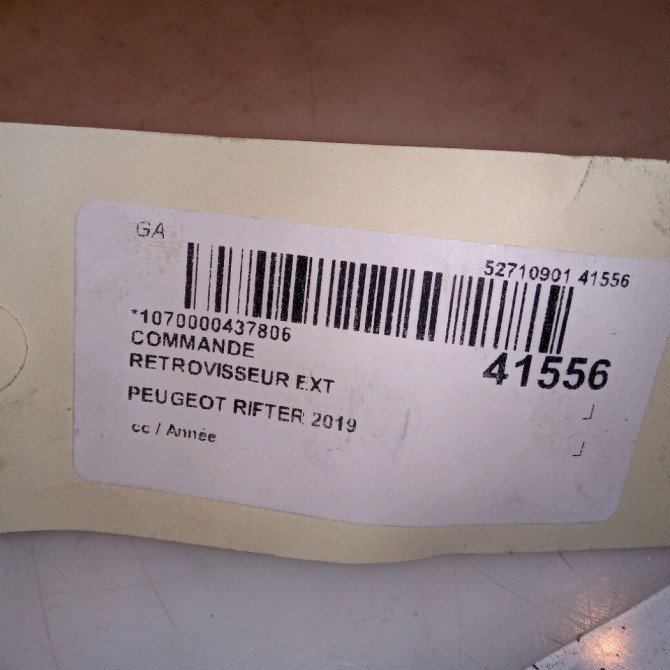 GA
52710901 41556
*1070000437806
COMMANDE
RETROVISSEUR EXT
41556
PEUGEOT RIFTER 2019
cc / Année